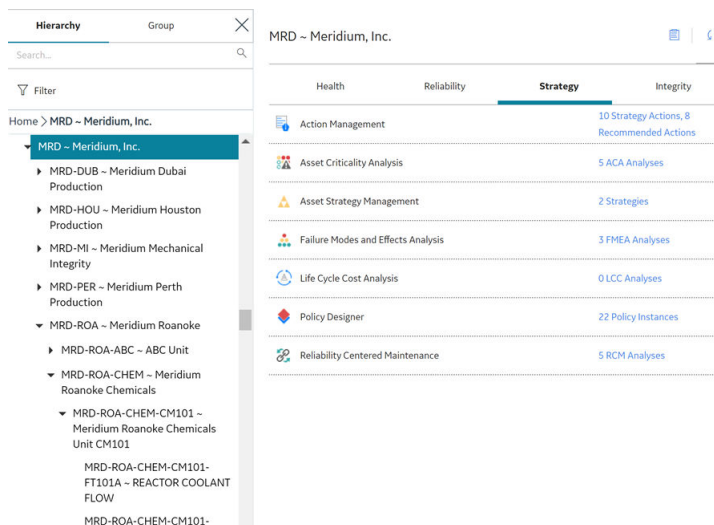 Hierarchy
Group
Search...
Filter
Home > MRD ~ Meridium, Inc.
MRD ~ Meridium, Inc.
MRD-DUB ~ Meridium Dubai
Production
MRD-HOU ~ Meridium Houston
Production
MRD-MI ~ Meridium Mechanical
Integrity
MRD-PER ~ Meridium Perth
Production
MRD-ROA ~ Meridium Roanoke
MRD-ROA-ABC ~ ABC Unit
MRD-ROA-CHEM ~ Meridium
Roanoke Chemicals
MRD-ROA-CHEM-CM101 ~
Meridium Roanoke Chemicals
Unit CM101
MRD-ROA-CHEM-CM101-
FT101A ~ REACTOR COOLANT
FLOW
MRD-ROA-CHEM-CM101-
MRD ~ Meridium, Inc.
Health
Reliability
Strategy
Integrity
Action Management
10 Strategy Actions, 8
Recommended Actions
Asset Criticality Analysis
5 ACA Analyses
Asset Strategy Management
2 Strategies
Failure Modes and Effects Analysis
3 FMEA Analyses
Life Cycle Cost Analysis
0 LCC Analyses
Policy Designer
22 Policy Instances
Reliability Centered Maintenance
5 RCM Analyses